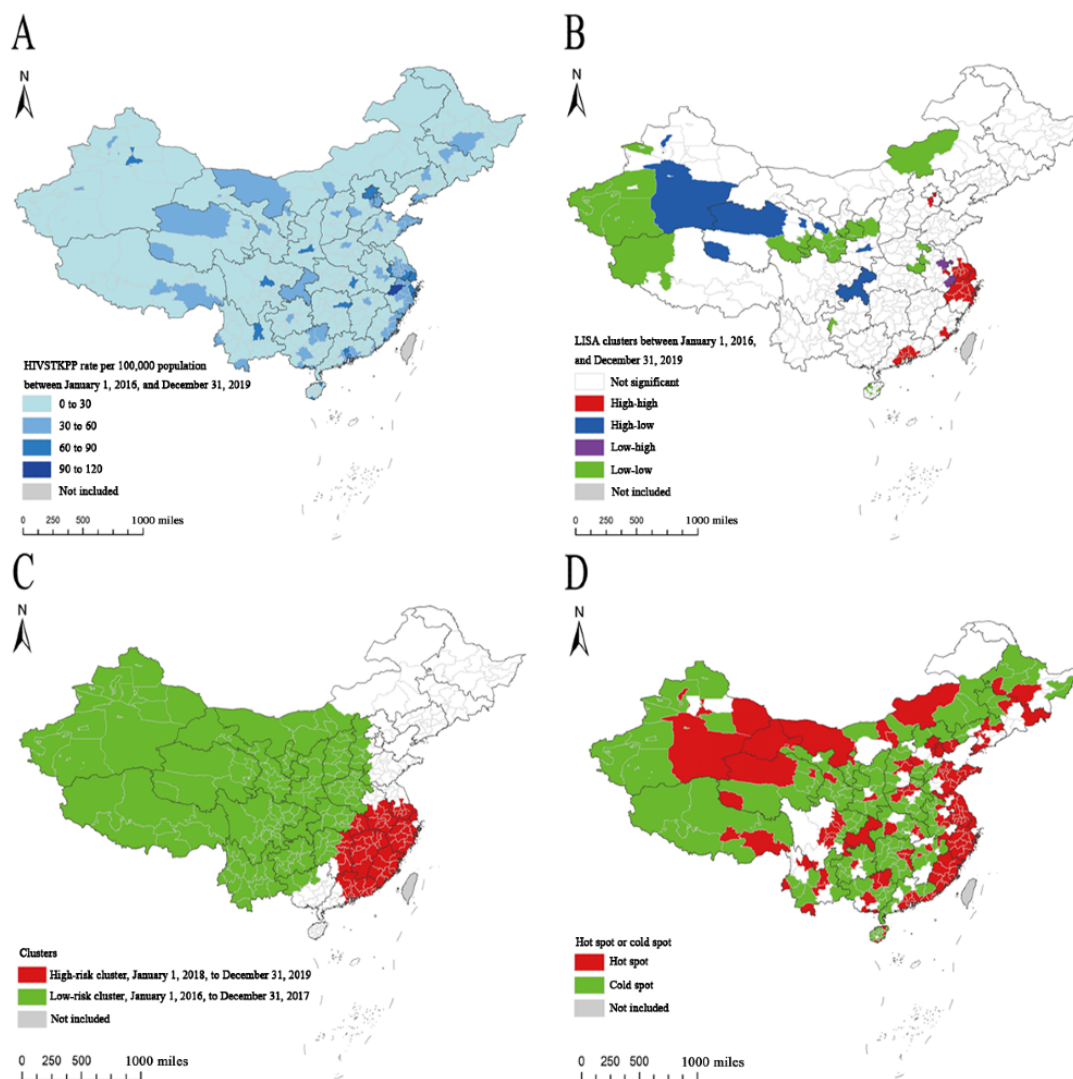 A
N
HIVSTKPP rate per 100,000 population
between January 1, 2016, and December 31, 2019
0 to 30
30 to 60
60 to 90
90 to 120
Not included
0 250 500 1000 miles
B
N
LISA clusters between January 1, 2016,
and December 31, 2019
Not significant
High-high
High-low
Low-high
Low-low
Not included
0 250 500 1000 miles
C
N
Clusters
High-risk cluster, January 1, 2018, to December 31, 2019
Low-risk cluster, January 1, 2016, to December 31, 2017
Not included
0 250 500 1000 miles
D
N
Hot spot or cold spot
Hot spot
Cold spot
Not included
0 250 500 1000 miles